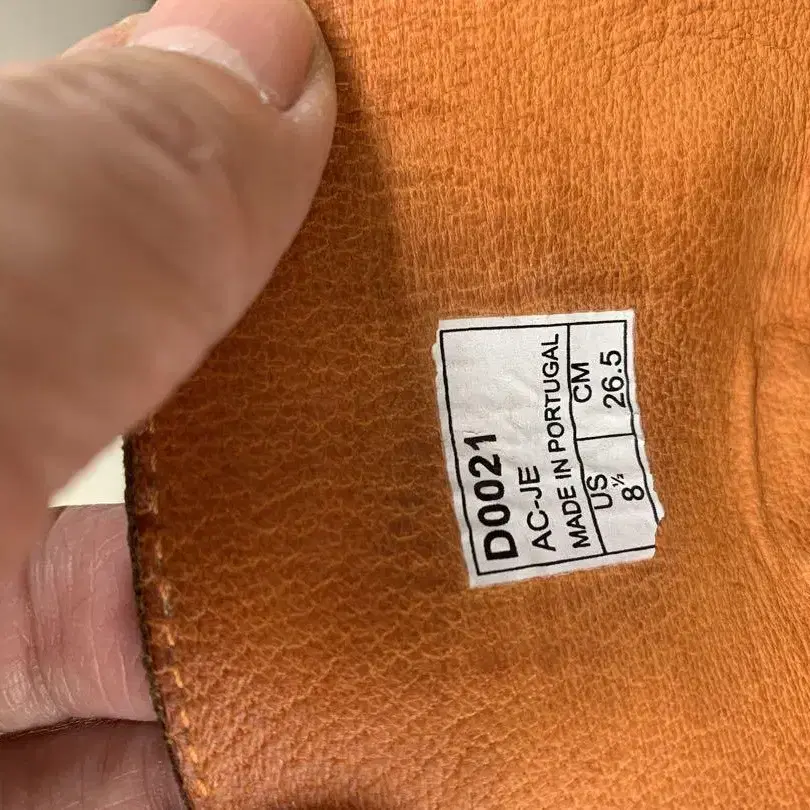 D0021
AC-JE
MADE IN PORTUGAL
US CM
8½ 26.5